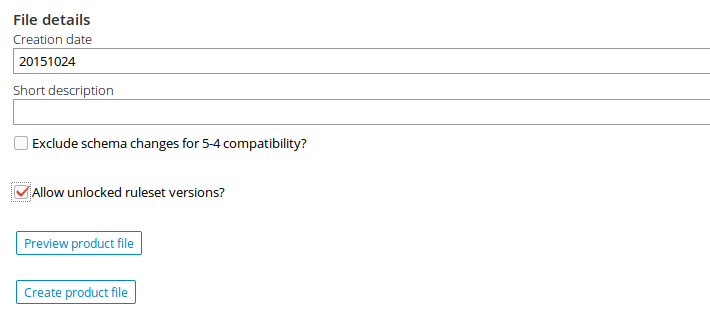 File details
Creation date
20151024
Short description
Exclude schema changes for 5-4 compatibility?
Allow unlocked ruleset versions?
Preview product file
Create product file